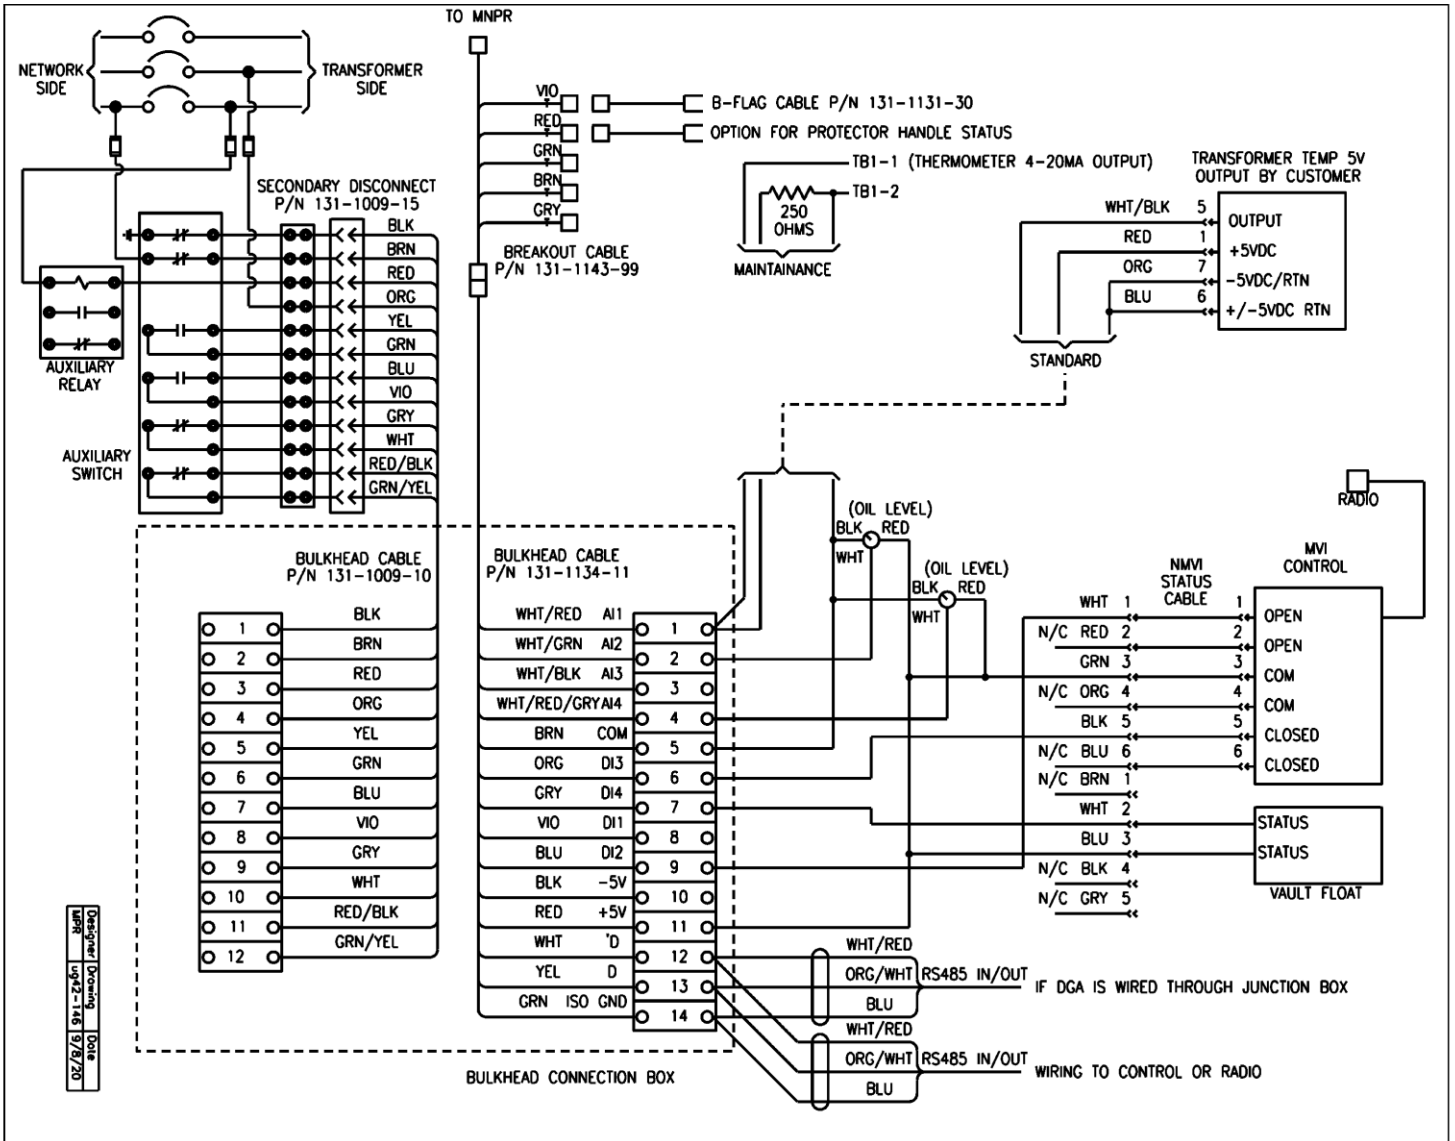 TO MNPR
NETWORK
SIDE
TRANSFORMER
SIDE
VIO
RED
GRN
BRN
GRY
B-FLAG CABLE P/N 131-1131-30
OPTION FOR PROTECTOR HANDLE STATUS
BREAKOUT CABLE
P/N 131-1143-99
TB1-1 (THERMOMETER 4-20MA OUTPUT)
TB1-2
250
OHMS
MAINTAINANCE
TRANSFORMER TEMP 5V
OUTPUT BY CUSTOMER
WHT/BLK 5 OUTPUT
RED 1 +5VDC
ORG 7 -5VDC/RTN
BLU 6 +/-5VDC RTN
STANDARD
SECONDARY DISCONNECT
P/N 131-1009-15
BLK
BRN
RED
ORG
YEL
GRN
BLU
VIO
GRY
WHT
RED/BLK
GRN/YEL
AUXILIARY
RELAY
AUXILIARY
SWITCH
BULKHEAD CABLE
P/N 131-1009-10
1 BLK
2 BRN
3 RED
4 ORG
5 YEL
6 GRN
7 BLU
8 VIO
9 GRY
10 WHT
11 RED/BLK
12 GRN/YEL
BULKHEAD CABLE
P/N 131-1134-11
WHT/RED AI1 1
WHT/GRN AI2 2
WHT/BLK AI3 3
WHT/RED/GRY AI4 4
BRN COM 5
ORG DI3 6
GRY DI4 7
VIO DI1 8
BLU DI2 9
BLK -5V 10
RED +5V 11
WHT 'D 12
YEL D 13
GRN ISO GND 14
BULKHEAD CONNECTION BOX
(OIL LEVEL)
BLK RED
WHT
(OIL LEVEL)
BLK RED
WHT
RADIO
NMVI
STATUS
CABLE
MVI
CONTROL
WHT 1 1 OPEN
N/C RED 2 2 OPEN
GRN 3 3 COM
N/C ORG 4 4 COM
BLK 5 5 CLOSED
N/C BLU 6 6 CLOSED
N/C BRN 1
WHT 2 STATUS
BLU 3 STATUS
N/C BLK 4
N/C GRY 5
VAULT FLOAT
WHT/RED
ORG/WHT RS485 IN/OUT
BLU
IF DGA IS WIRED THROUGH JUNCTION BOX
WHT/RED
ORG/WHT RS485 IN/OUT
BLU
WIRING TO CONTROL OR RADIO
Designer Drawing Date
MPR ug42-146 9/8/20